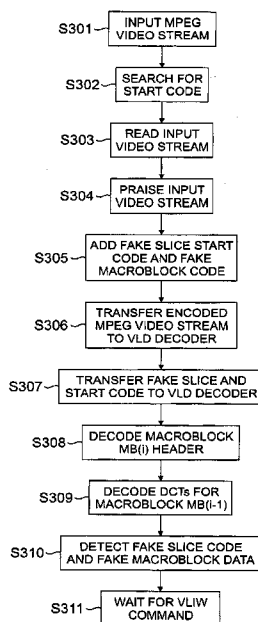 S301
INPUT MPEG
VIDEO STREAM
S302
SEARCH FOR
START CODE
S303
READ INPUT
VIDEO STREAM
S304
PRAISE INPUT
VIDEO STREAM
S305
ADD FAKE SLICE START
CODE AND FAKE
MACROBLOCK CODE
S306
TRANSFER ENCODED
MPEG VIDEO STREAM
TO VLD DECODER
S307
TRANSFER FAKE SLICE AND
START CODE TO VLD DECODER
S308
DECODE MACROBLOCK
MB(i) HEADER
S309
DECODE DCTs FOR
MACROBLOCK MB(i-1)
S310
DETECT FAKE SLICE CODE
AND FAKE MACROBLOCK DATA
S311
WAIT FOR VLIW
COMMAND